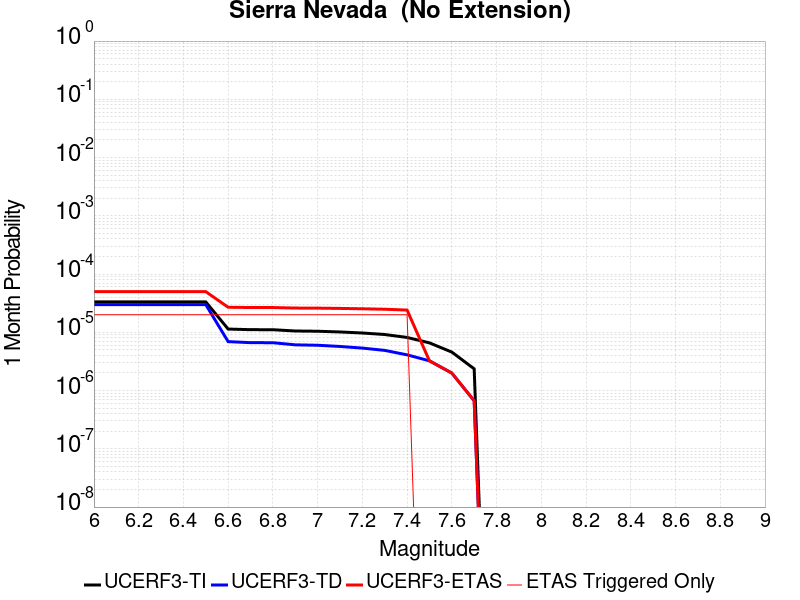 Sierra Nevada  (No Extension)
10^0
10^-1
10^-2
10^-3
10^-4
10^-5
10^-6
10^-7
10^-8
1 Month Probability
6 6.2 6.4 6.6 6.8 7 7.2 7.4 7.6 7.8 8 8.2 8.4 8.6 8.8 9
Magnitude
UCERF3-TI UCERF3-TD UCERF3-ETAS ETAS Triggered Only